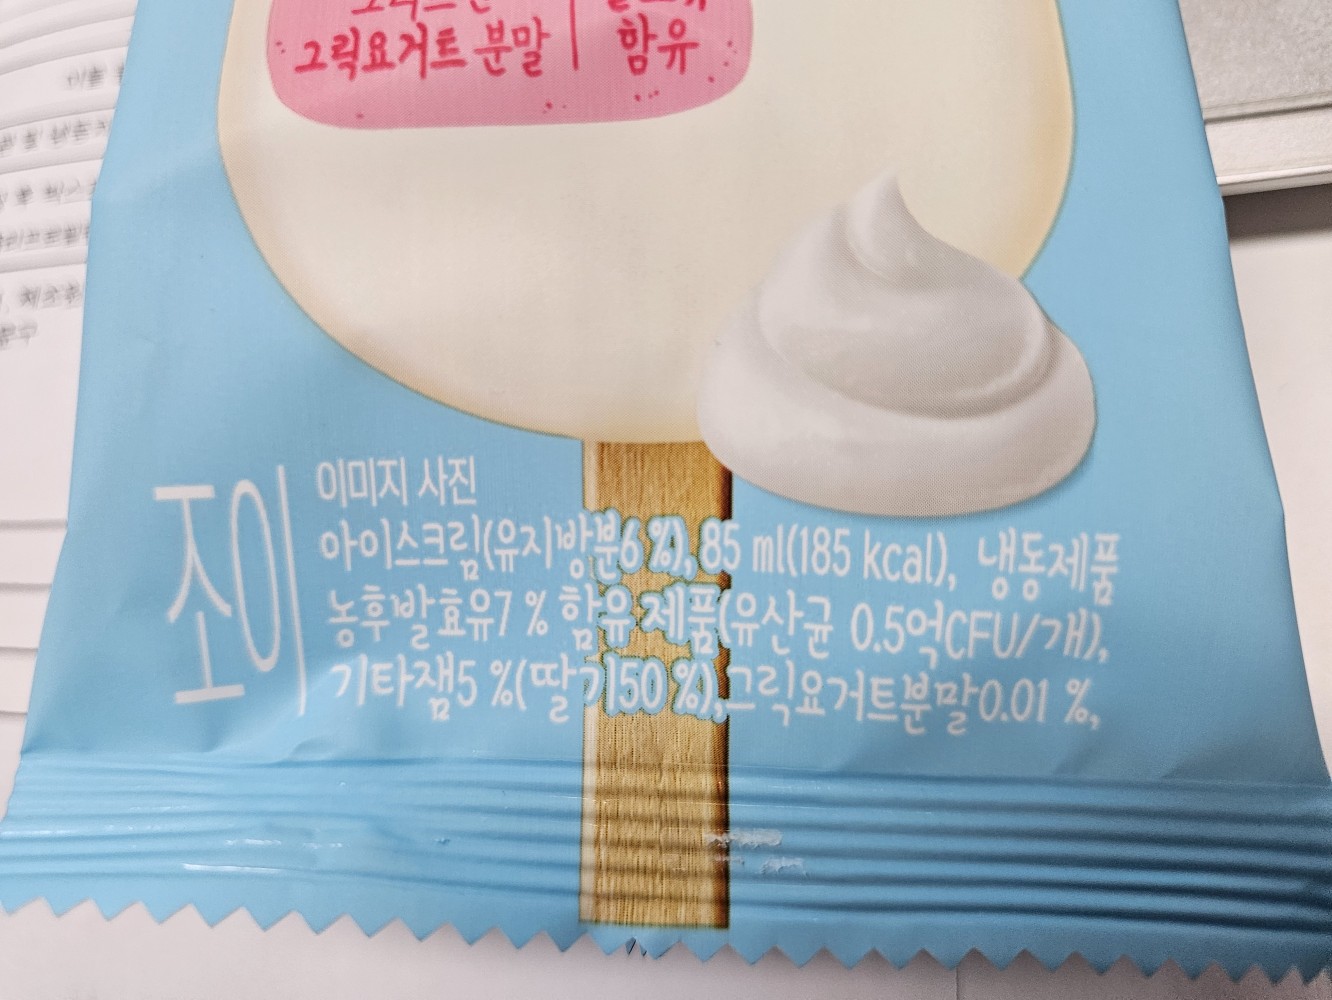 그릭요거트 분말
함유
조이
이미지 사진
아이스크림(유지방분6 %), 85 ml(185 kcal), 냉동제품
농후발효유7 % 함유 제품(유산균 0.5억CFU/개),
기타잼5 %(딸기50 %),그릭요거트분말0.01 %,